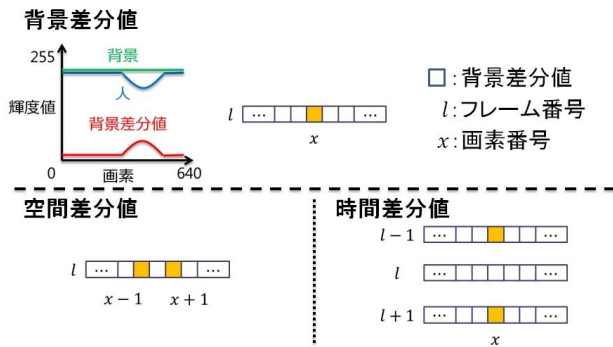 背景差分値
255
背景
人
輝度値
背景差分値
0
画素
640
l
... ...
x
□:背景差分値
l:フレーム番号
x:画素番号
空間差分値
l
... ...
x − 1 x + 1
時間差分値
l − 1
... ...
l
... ...
l + 1
... ...
x